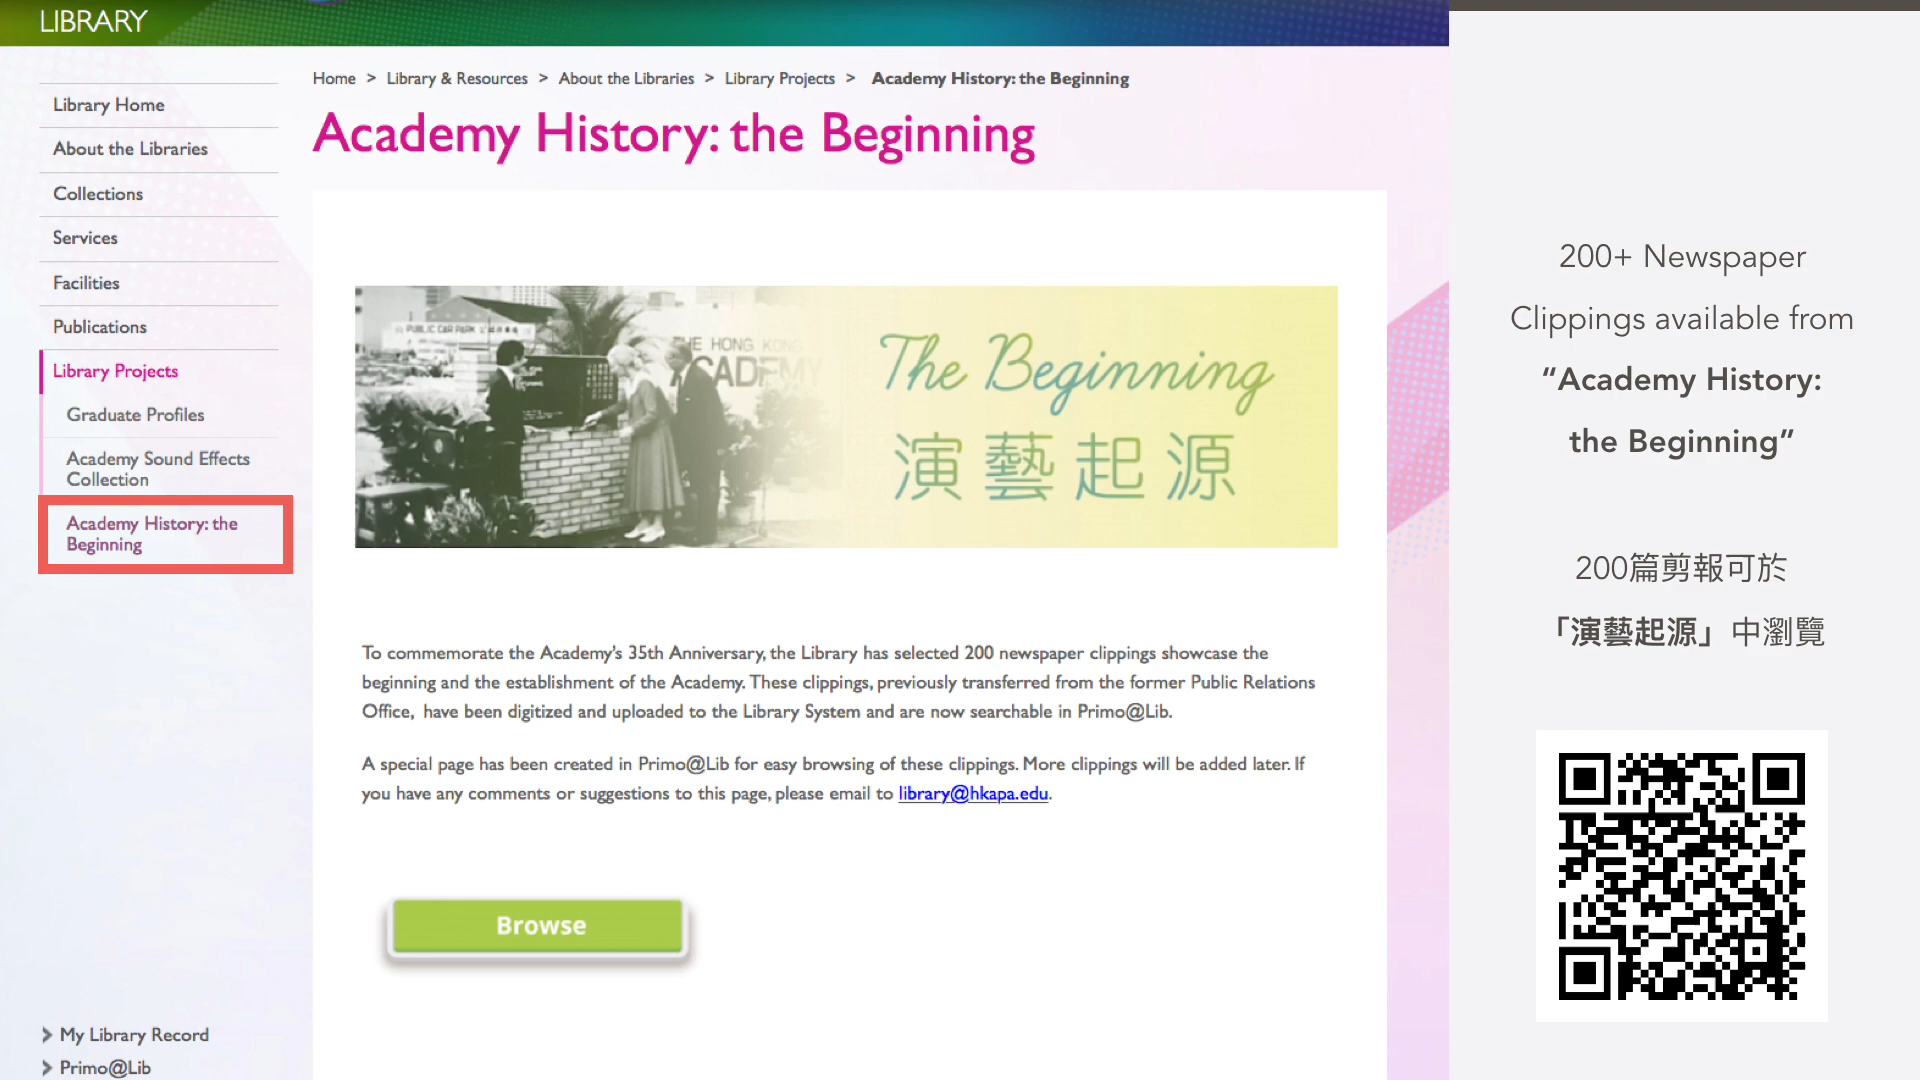 LIBRARY
Library Home
About the Libraries
Collections
Services
Facilities
Publications
Library Projects
Graduate Profiles
Academy Sound Effects
Collection
Academy History: the
Beginning
My Library Record
Primo@Lib
Home > Library & Resources > About the Libraries > Library Projects > Academy History: the Beginning
Academy History: the Beginning
PUBLIC CAR PARK
THE HONG KONG
ACADEMY
The Beginning
演藝起源
To commemorate the Academy’s 35th Anniversary, the Library has selected 200 newspaper clippings showcase the
beginning and the establishment of the Academy. These clippings, previously transferred from the former Public Relations
Office,  have been digitized and uploaded to the Library System and are now searchable in Primo@Lib.
A special page has been created in Primo@Lib for easy browsing of these clippings. More clippings will be added later. If
you have any comments or suggestions to this page, please email to library@hkapa.edu.
Browse
200+ Newspaper
Clippings available from
“Academy History:
the Beginning”
200篇剪報可於
「演藝起源」中瀏覽